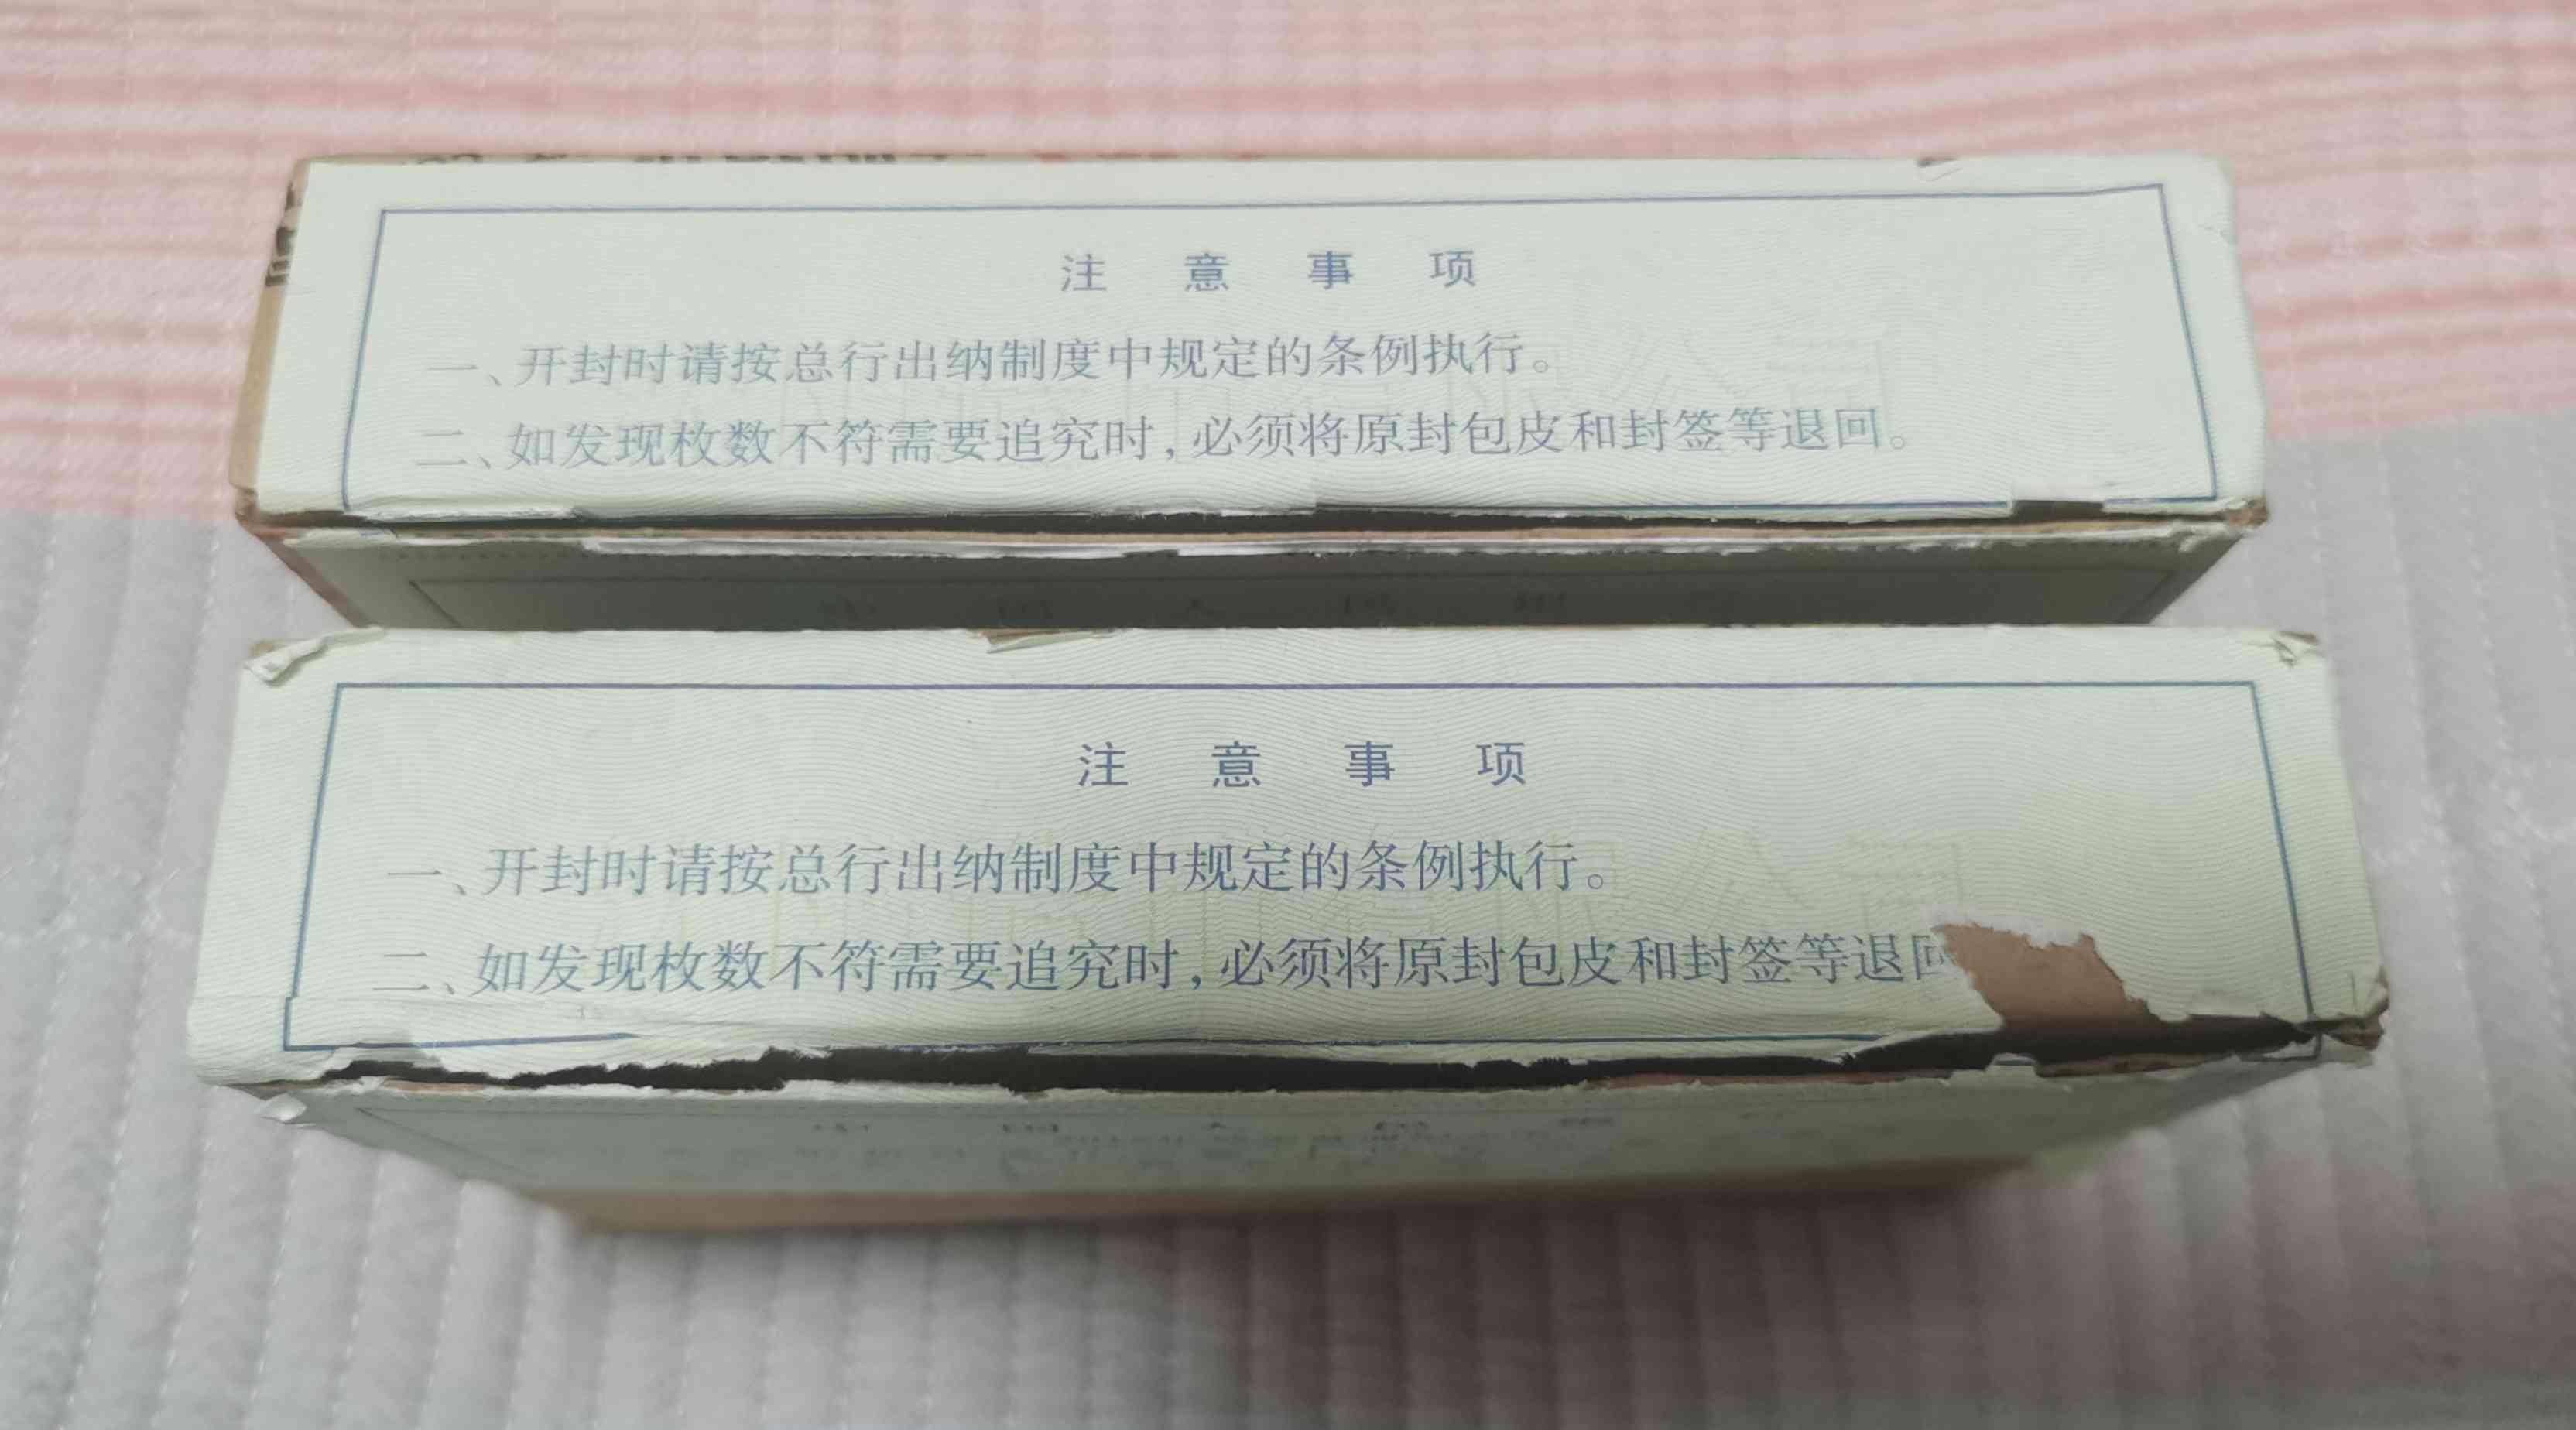 注意事项
一、开封时请按总行出纳制度中规定的条例执行。
二、如发现枚数不符需要追究时,必须将原封包皮和封签等退回。
注意事项
一、开封时请按总行出纳制度中规定的条例执行。
二、如发现枚数不符需要追究时,必须将原封包皮和封签等退回